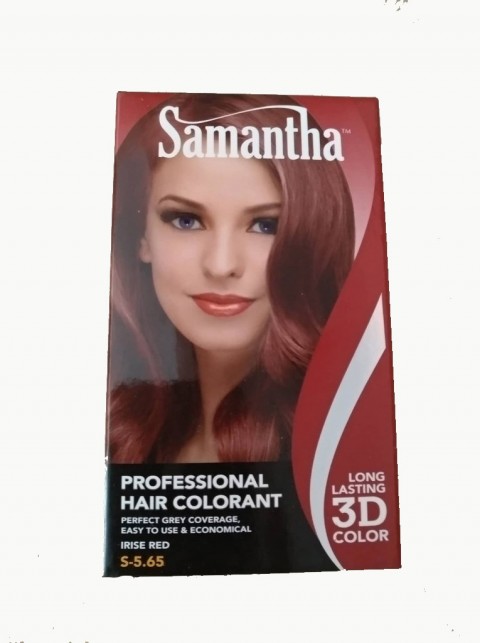 Samantha™
PROFESSIONAL
HAIR COLORANT
PERFECT GREY COVERAGE,
EASY TO USE & ECONOMICAL
IRISE RED
S-5.65
LONG
LASTING
3D
COLOR